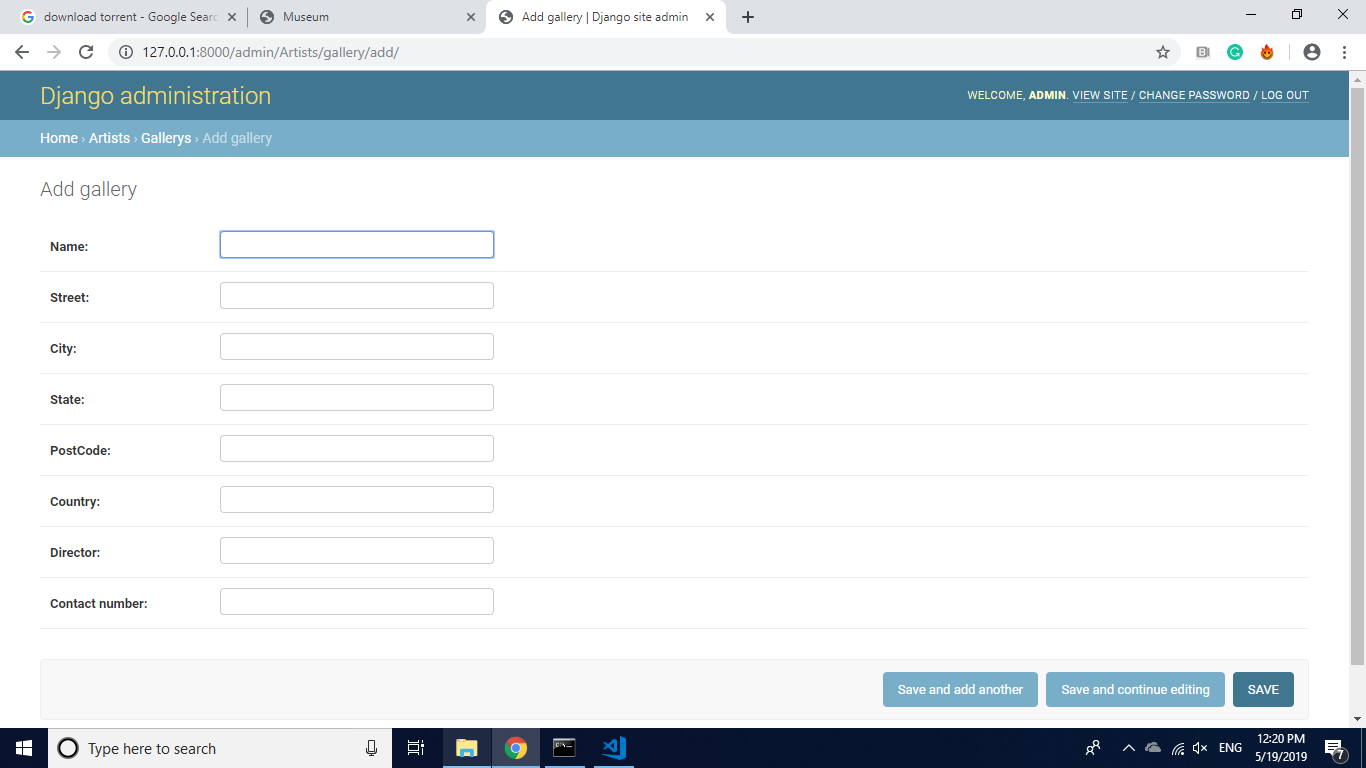 download torrent - Google Sear
Museum
Add gallery | Django site admin
127.0.0.1:8000/admin/Artists/gallery/add/
Django administration
WELCOME, ADMIN. VIEW SITE / CHANGE PASSWORD / LOG OUT
Home › Artists › Gallerys › Add gallery
Add gallery
Name:
Street:
City:
State:
PostCode:
Country:
Director:
Contact number:
Save and add another
Save and continue editing
SAVE
Type here to search
ENG
12:20 PM
5/19/2019
7